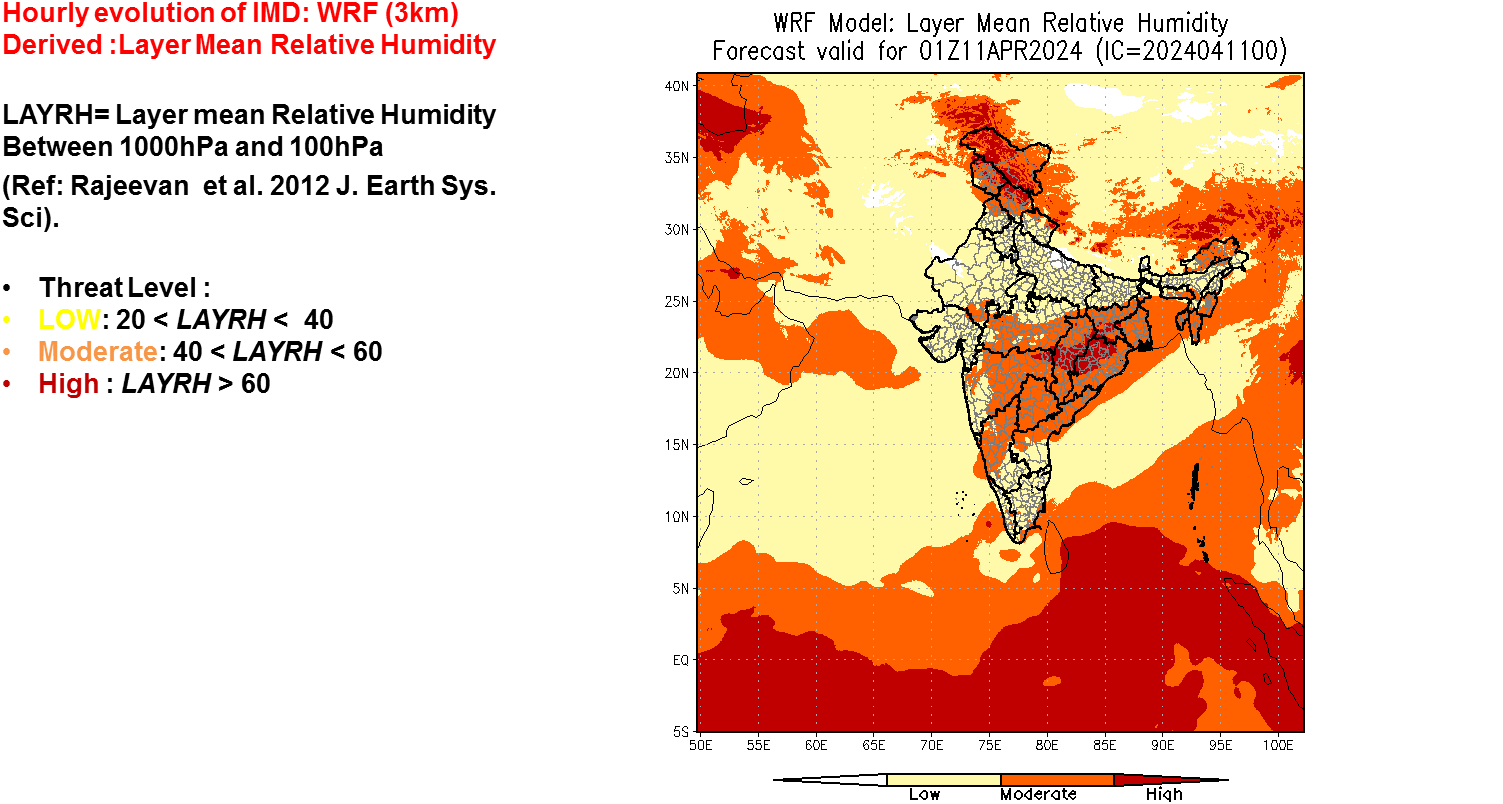 Hourly evolution of IMD: WRF (3km)
Derived :Layer Mean Relative Humidity
LAYRH= Layer mean Relative Humidity
Between 1000hPa and 100hPa
(Ref: Rajeevan et al. 2012 J. Earth Sys.
Sci).
• Threat Level :
• LOW: 20 < LAYRH < 40
• Moderate: 40 < LAYRH < 60
• High : LAYRH > 60
WRF Model: Layer Mean Relative Humidity
Forecast valid for 01Z11APR2024 (IC=2024041100)
40N
35N
30N
25N
20N
15N
10N
5N
EQ
5S
50E 55E 60E 65E 70E 75E 80E 85E 90E 95E 100E
Low Moderate High